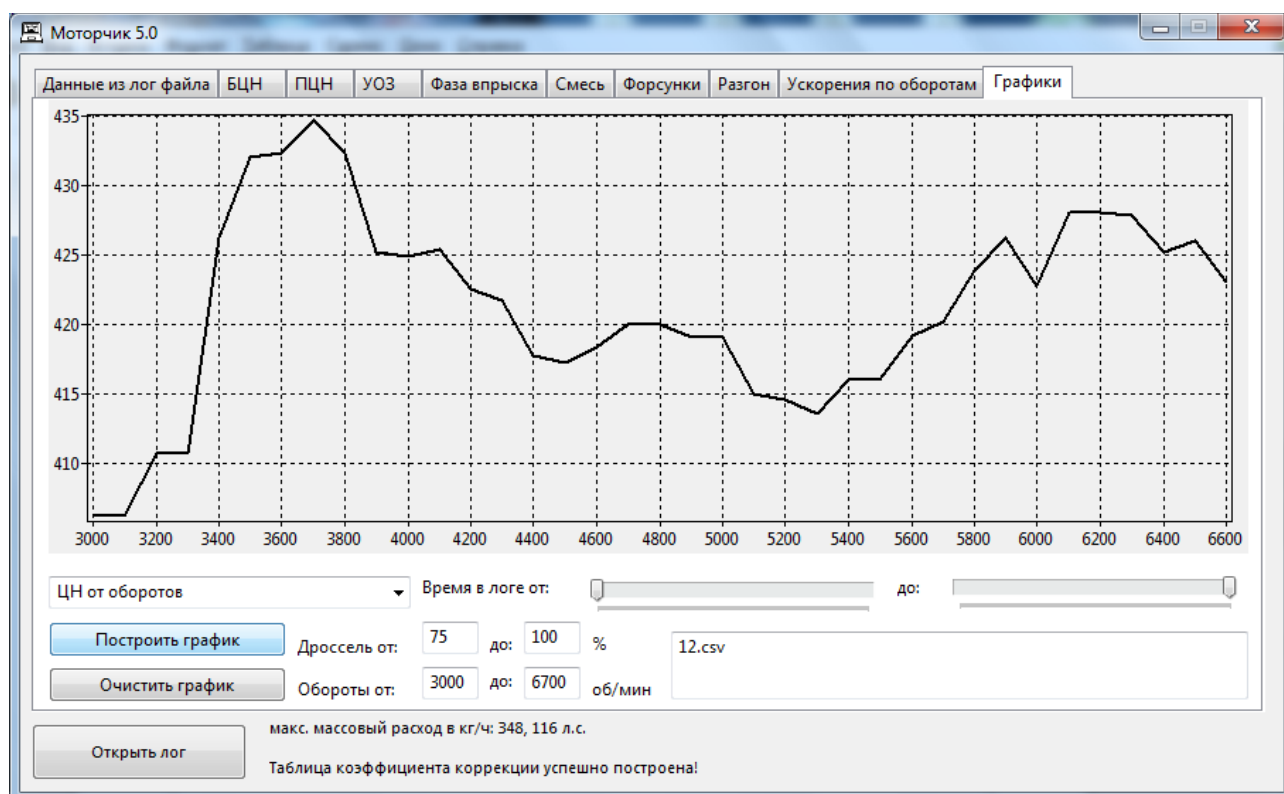 Моторчик 5.0
Данные из лог файла БЦН ПЦН УОЗ Фаза впрыска Смесь Форсунки Разгон Ускорения по оборотам Графики
435
430
425
420
415
410
3000 3200 3400 3600 3800 4000 4200 4400 4600 4800 5000 5200 5400 5600 5800 6000 6200 6400 6600
ЦН от оборотов Время в логе от: до:
Построить график Дроссель от: 75 до: 100 % 12.csv
Очистить график Обороты от: 3000 до: 6700 об/мин
Открыть лог
макс. массовый расход в кг/ч: 348, 116 л.с.
Таблица коэффициента коррекции успешно построена!